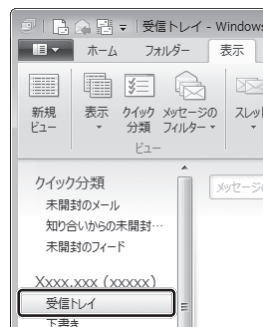 受信トレイ - Windows
ホーム フォルダー 表示
新規 表示 クイック メッセージの スレッ
ビュー 分類 フィルター
ビュー
クイック分類
未開封のメール
知り合いからの未開封…
未開封のフィード
Xxxx.xxx (xxxxx)
受信トレイ
下書き